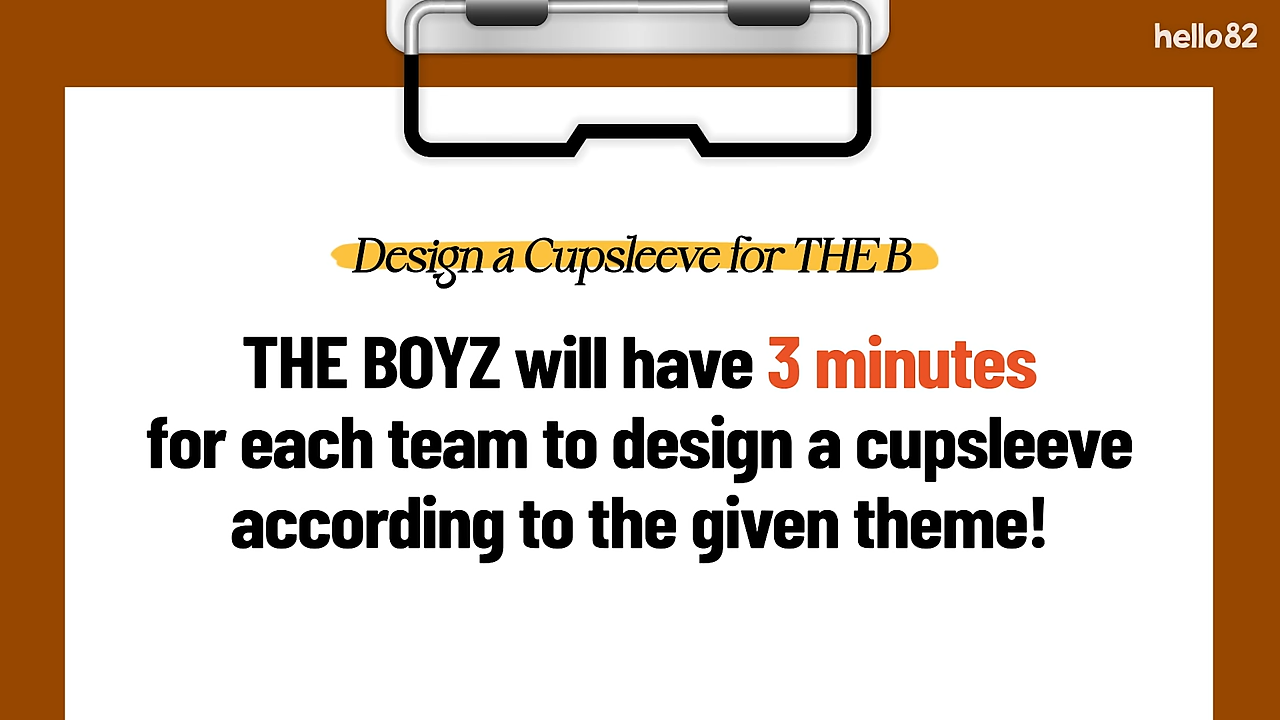 hello82
Design a Cupsleeve for THE B
THE BOYZ will have 3 minutes
for each team to design a cupsleeve
according to the given theme!